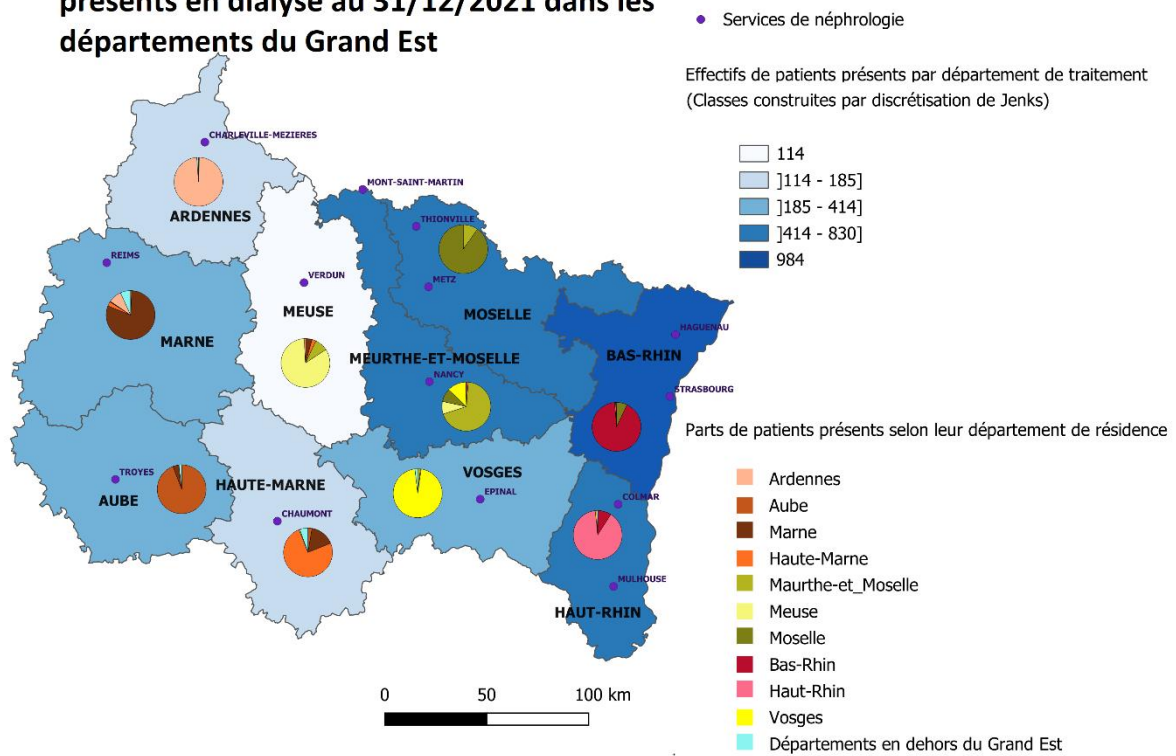 présents en dialyse au 31/12/2021 dans les
départements du Grand Est
Services de néphrologie
Effectifs de patients présents par département de traitement
(Classes construites par discrétisation de Jenks)
114
]114 - 185]
]185 - 414]
]414 - 830]
984
CHARLEVILLE-MEZIERES
ARDENNES
MONT-SAINT-MARTIN
THIONVILLE
REIMS
VERDUN
METZ
MEUSE
MOSELLE
MARNE
HAGUENAU
BAS-RHIN
MEURTHE-ET-MOSELLE
NANCY
STRASBOURG
TROYES
AUBE
HAUTE-MARNE
VOSGES
EPINAL
COLMAR
CHAUMONT
MULHOUSE
HAUT-RHIN
Parts de patients présents selon leur département de résidence
Ardennes
Aube
Marne
Haute-Marne
Maurthe-et_Moselle
Meuse
Moselle
Bas-Rhin
Haut-Rhin
Vosges
Départements en dehors du Grand Est
0 50 100 km